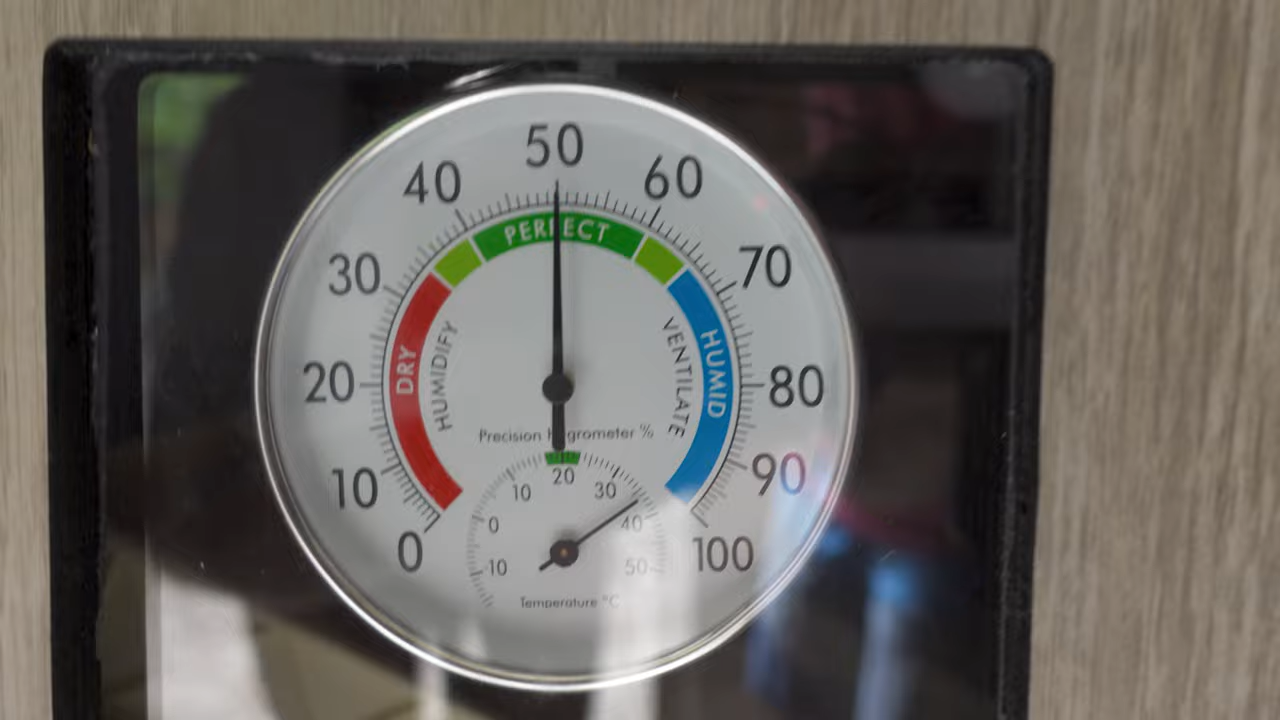 50
40
60
PERFECT
30
70
DRY
HUMIDIFY
VENTILATE
HUMID
20
80
Precision Hygrometer %
10
90
20
10
30
0
40
0
100
-10
50
Temperature °C